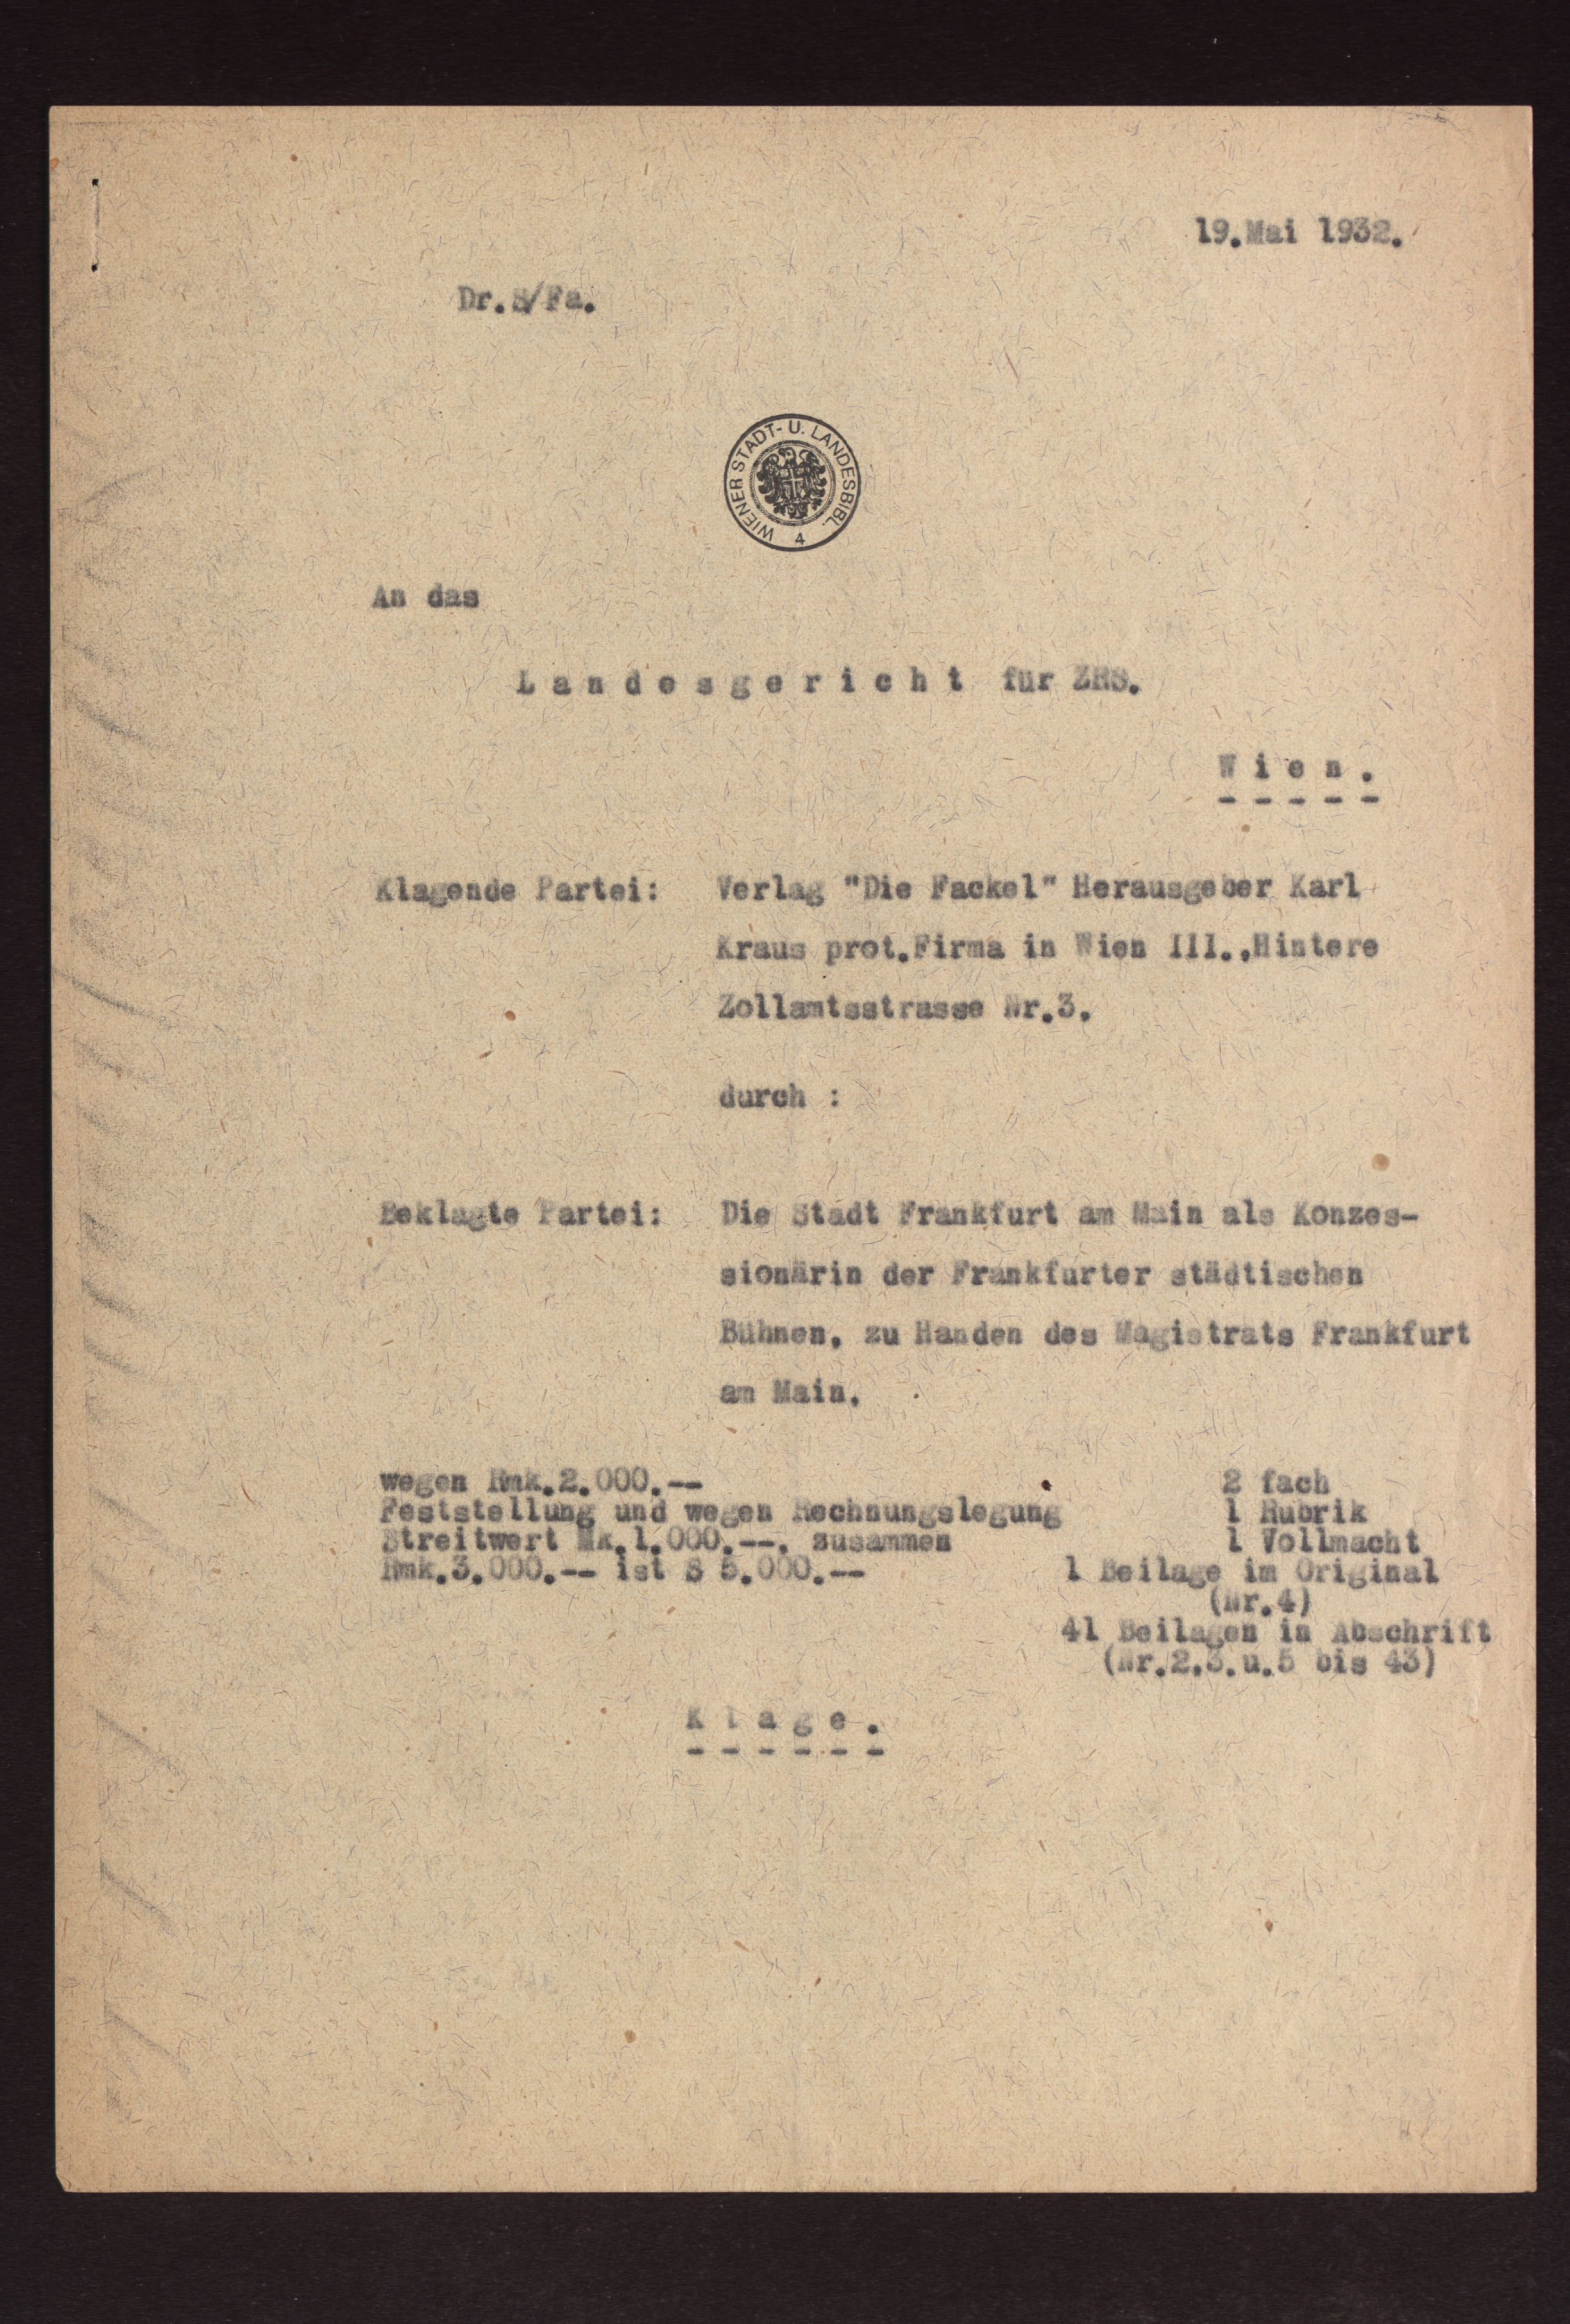 19.Mai 1932.
Dr.S/Fa.
WIENER STADT- U. LANDESBIBL.
4
An das
L a n d e s g e r i c h t für ZRS.
W i e n .
- - - - -
Klagende Partei: Verlag "Die Fackel" Herausgeber Karl
Kraus prot.Firma in Wien III.,Hintere
Zollamtsstrasse Nr.3.
durch :
Beklagte Partei: Die Stadt Frankfurt am Main als Konzes-
sionärin der Frankfurter städtischen
Bühnen, zu Handen des Magistrats Frankfurt
am Main.
wegen Rmk.2.000.--
Feststellung und wegen Rechnungslegung
Streitwert Mk.1.000.--, zusammen
Rmk.3.000.-- ist S 5.000.--
2 fach
1 Rubrik
1 Vollmacht
1 Beilage im Original
(Nr.4)
41 Beilagen in Abschrift
(Nr.2,3.u.5 bis 43)
K l a g e .
- - - - - -